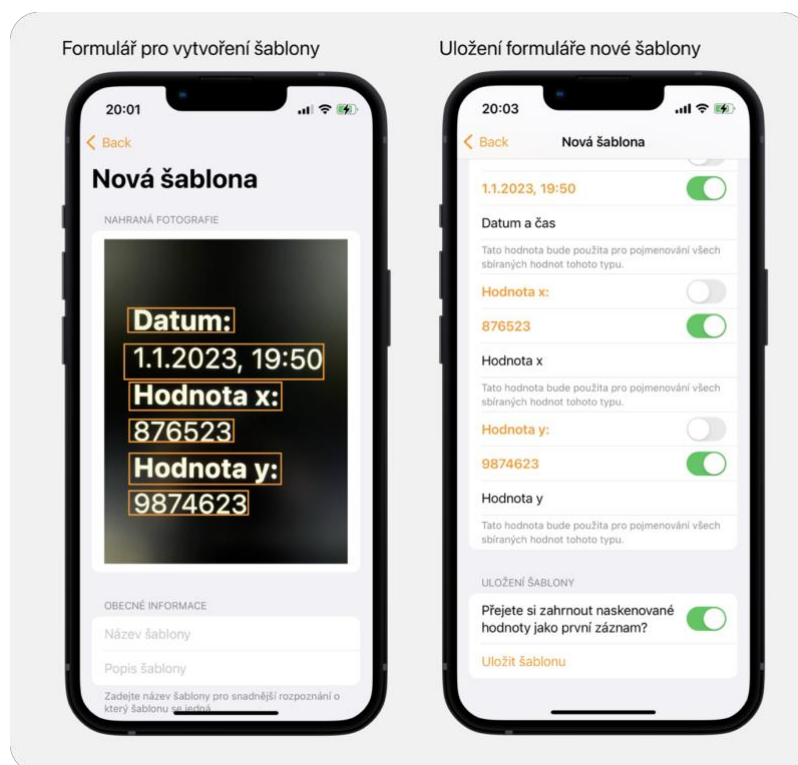 Formulář pro vytvoření šablony
20:01
Back
Nová šablona
NAHRANÁ FOTOGRAFIE
Datum:
1.1.2023, 19:50
Hodnota x:
876523
Hodnota y:
9874623
OBECNÉ INFORMACE
Název šablony
Popis šablony
Zadejte název šablony pro snadnější rozpoznání o
který šablonu se jedná
Uložení formuláře nové šablony
20:03
Back
Nová šablona
1.1.2023, 19:50
Datum a čas
Tato hodnota bude použita pro pojmenování všech
sbíraných hodnot tohoto typu.
Hodnota x:
876523
Hodnota x
Tato hodnota bude použita pro pojmenování všech
sbíraných hodnot tohoto typu.
Hodnota y:
9874623
Hodnota y
Tato hodnota bude použita pro pojmenování všech
sbíraných hodnot tohoto typu.
ULOŽENÍ ŠABLONY
Přejete si zahrnout naskenované
hodnoty jako první záznam?
Uložit šablonu